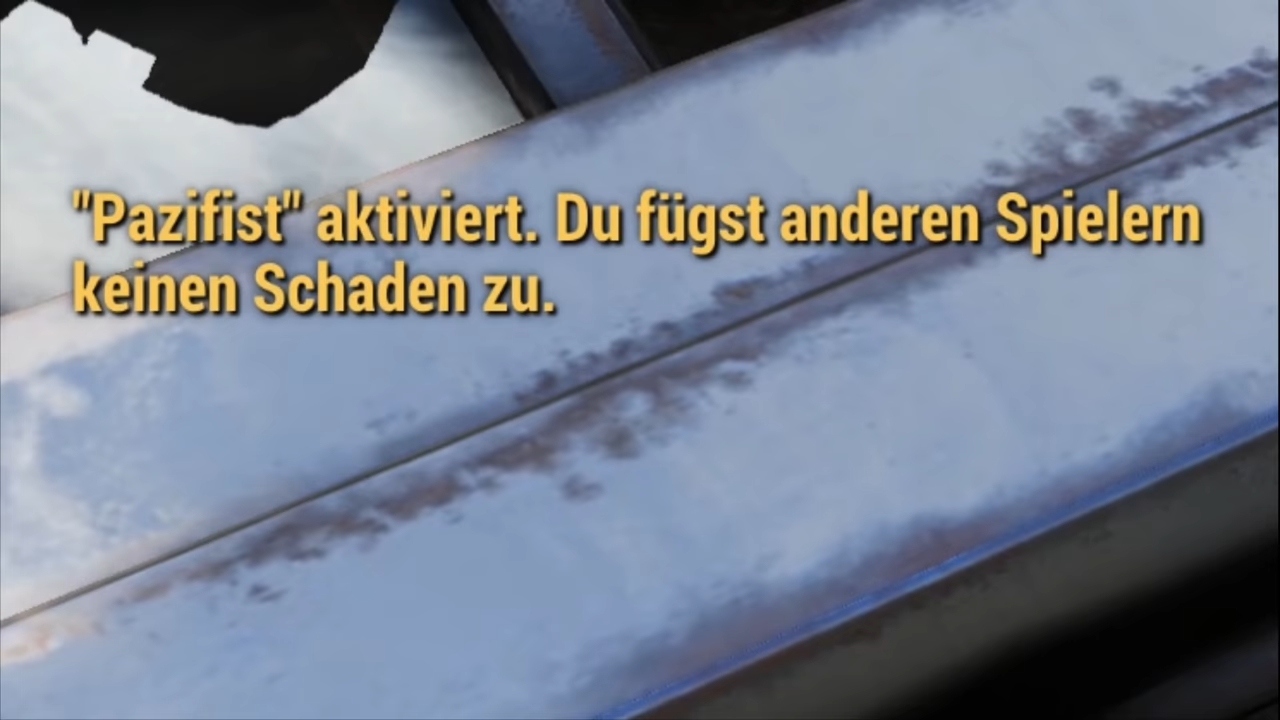 "Pazifist" aktiviert. Du fügst anderen Spielern
keinen Schaden zu.